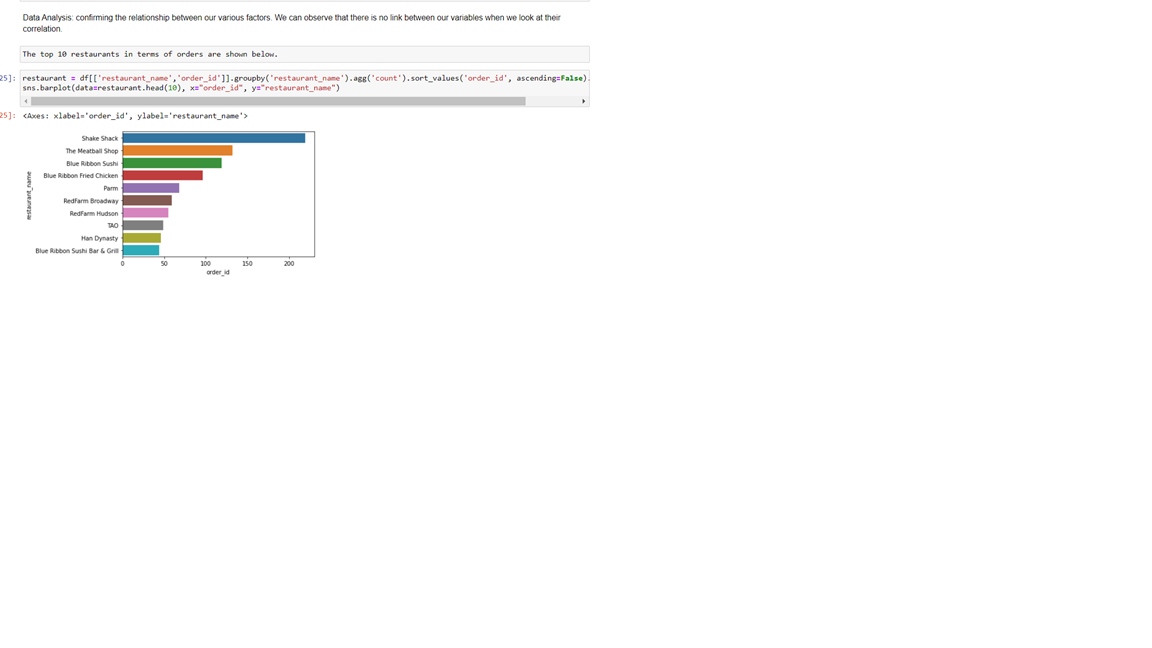 Data Analysis: confirming the relationship between our various factors. We can observe that there is no link between our variables when we look at their
correlation.
The top 10 restaurants in terms of orders are shown below.
25]: restaurant = df[['restaurant_name','order_id']].groupby('restaurant_name').agg('count').sort_values('order_id', ascending=False).
sns.barplot(data=restaurant.head(10), x="order_id", y="restaurant_name")
25]: <Axes: xlabel='order_id', ylabel='restaurant_name'>
restaurant_name
Shake Shack
The Meatball Shop
Blue Ribbon Sushi
Blue Ribbon Fried Chicken
Parm
RedFarm Broadway
RedFarm Hudson
TAO
Han Dynasty
Blue Ribbon Sushi Bar & Grill
0 50 100 150 200
order_id